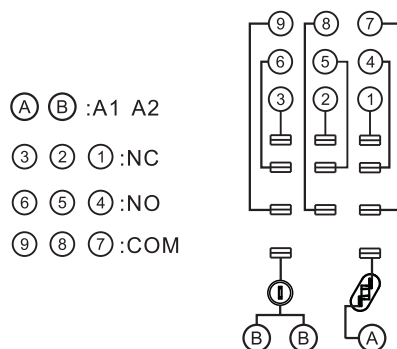 9 8 7
6 5 4
3 2 1
A B :A1 A2
3 2 1 :NC
6 5 4 :NO
9 8 7 :COM
B B A